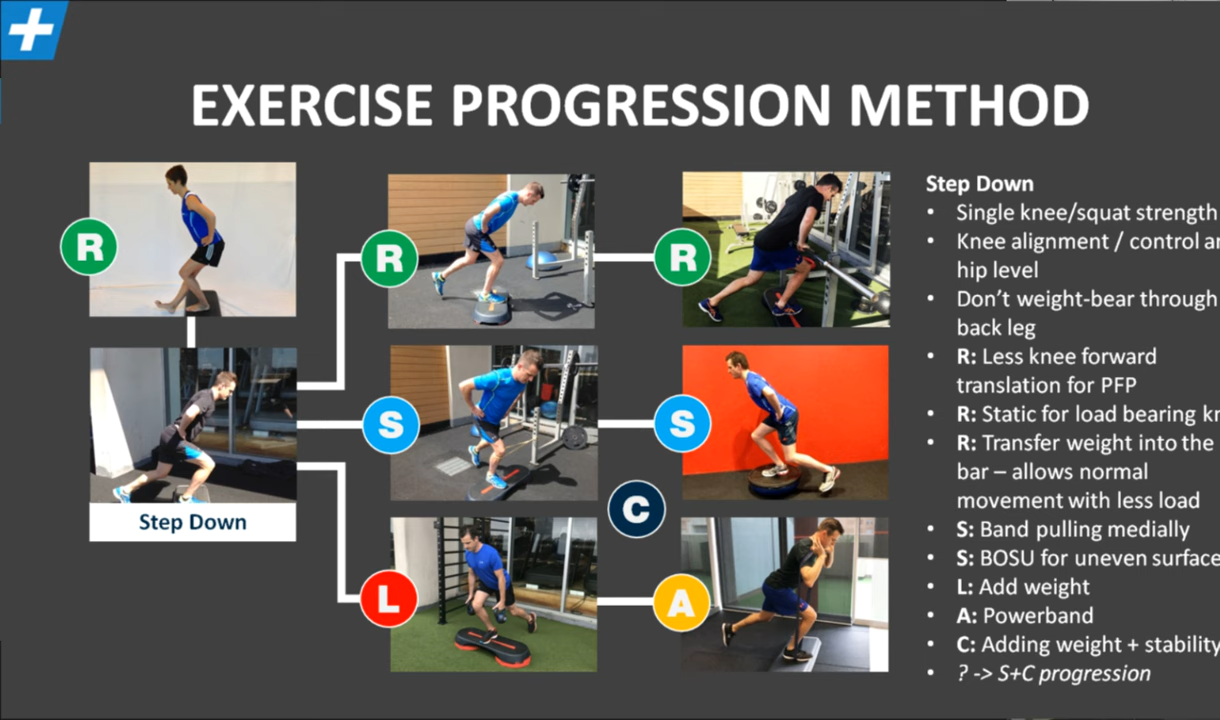 EXERCISE PROGRESSION METHOD
R
R
R
Step Down
S
S
C
L
A
Step Down
• Single knee/squat strength
• Knee alignment / control
hip level
• Don't weight-bear through
back leg
• R: Less knee forward
translation for PFP
• R: Static for load bearing
• R: Transfer weight into the
bar – allows normal
movement with less load
• S: Band pulling medially
• S: BOSU for uneven surface
• L: Add weight
• A: Powerband
• C: Adding weight + stability
• ? -> S+C progression